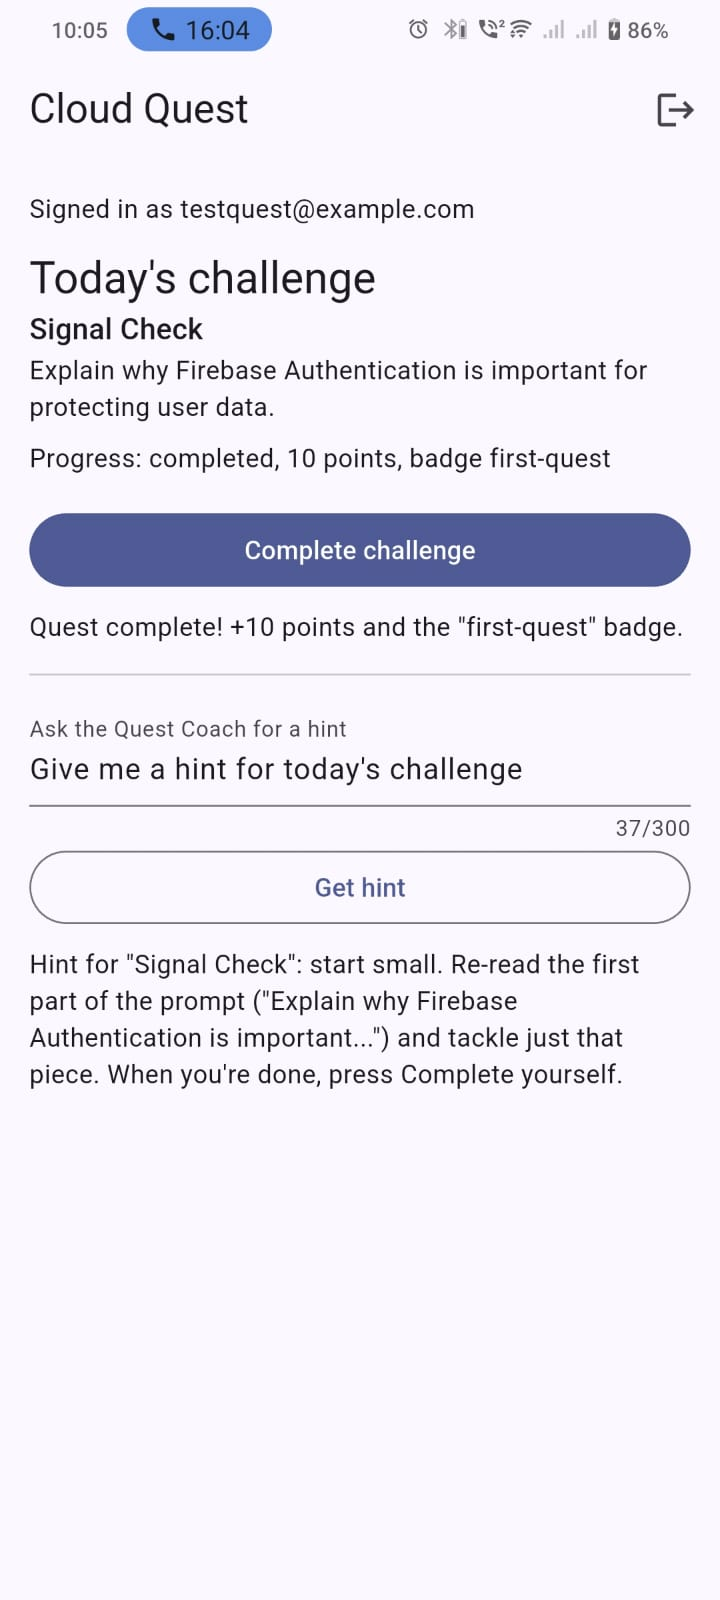 10:05 16:04 2 86%
Cloud Quest
Signed in as testquest@example.com
Today's challenge
Signal Check
Explain why Firebase Authentication is important for
protecting user data.
Progress: completed, 10 points, badge first-quest
Complete challenge
Quest complete! +10 points and the "first-quest" badge.
Ask the Quest Coach for a hint
Give me a hint for today's challenge
37/300
Get hint
Hint for "Signal Check": start small. Re-read the first
part of the prompt ("Explain why Firebase
Authentication is important...") and tackle just that
piece. When you're done, press Complete yourself.